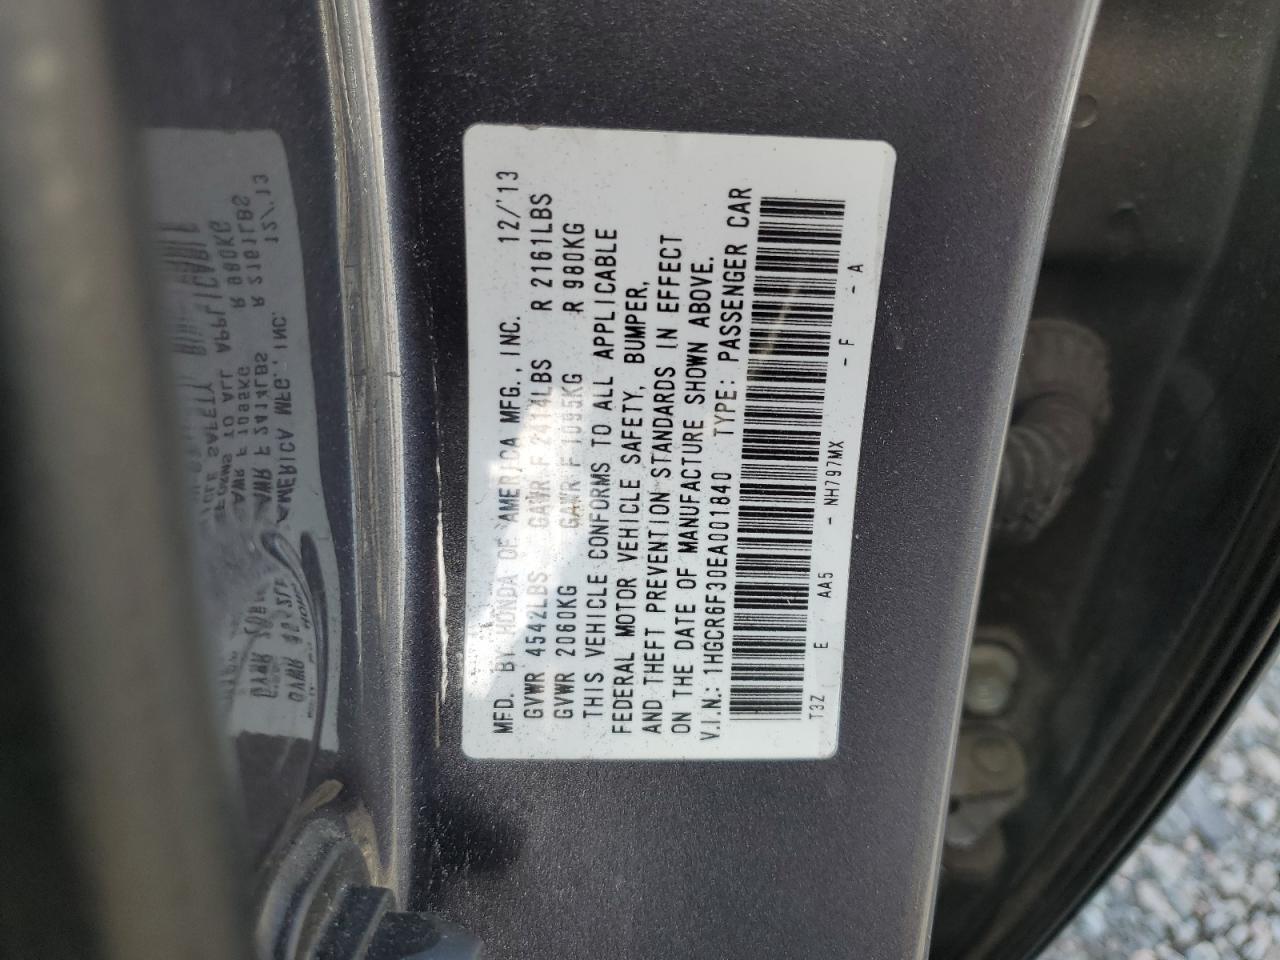 MFD. BY HONDA OF AMERICA MFG., INC. 12/'13
GVWR 4542LBS GAWR F 2414LBS R 2161LBS
GVWR 2060KG GAWR F 1095KG R 980KG
THIS VEHICLE CONFORMS TO ALL APPLICABLE
FEDERAL MOTOR VEHICLE SAFETY, BUMPER,
AND THEFT PREVENTION STANDARDS IN EFFECT
ON THE DATE OF MANUFACTURE SHOWN ABOVE.
V.I.N.: 1HGCR6F30EA001840 TYPE: PASSENGER CAR
T3Z E AA5 - NH797MX - F - A